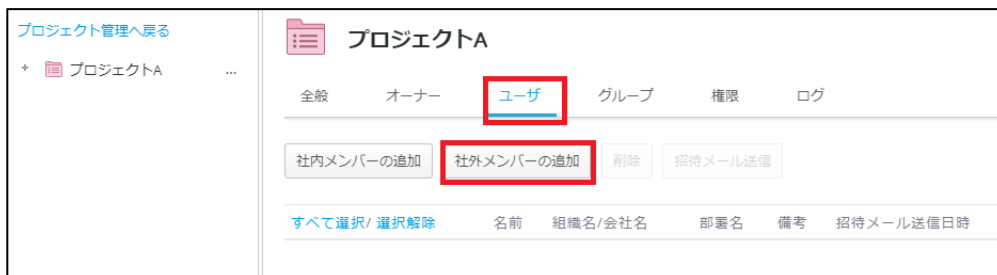 プロジェクト管理へ戻る
プロジェクトA ...
プロジェクトA
全般 オーナー ユーザ グループ 権限 ログ
社内メンバーの追加 社外メンバーの追加 削除 招待メール送信
すべて選択/ 選択解除 名前 組織名/会社名 部署名 備考 招待メール送信日時